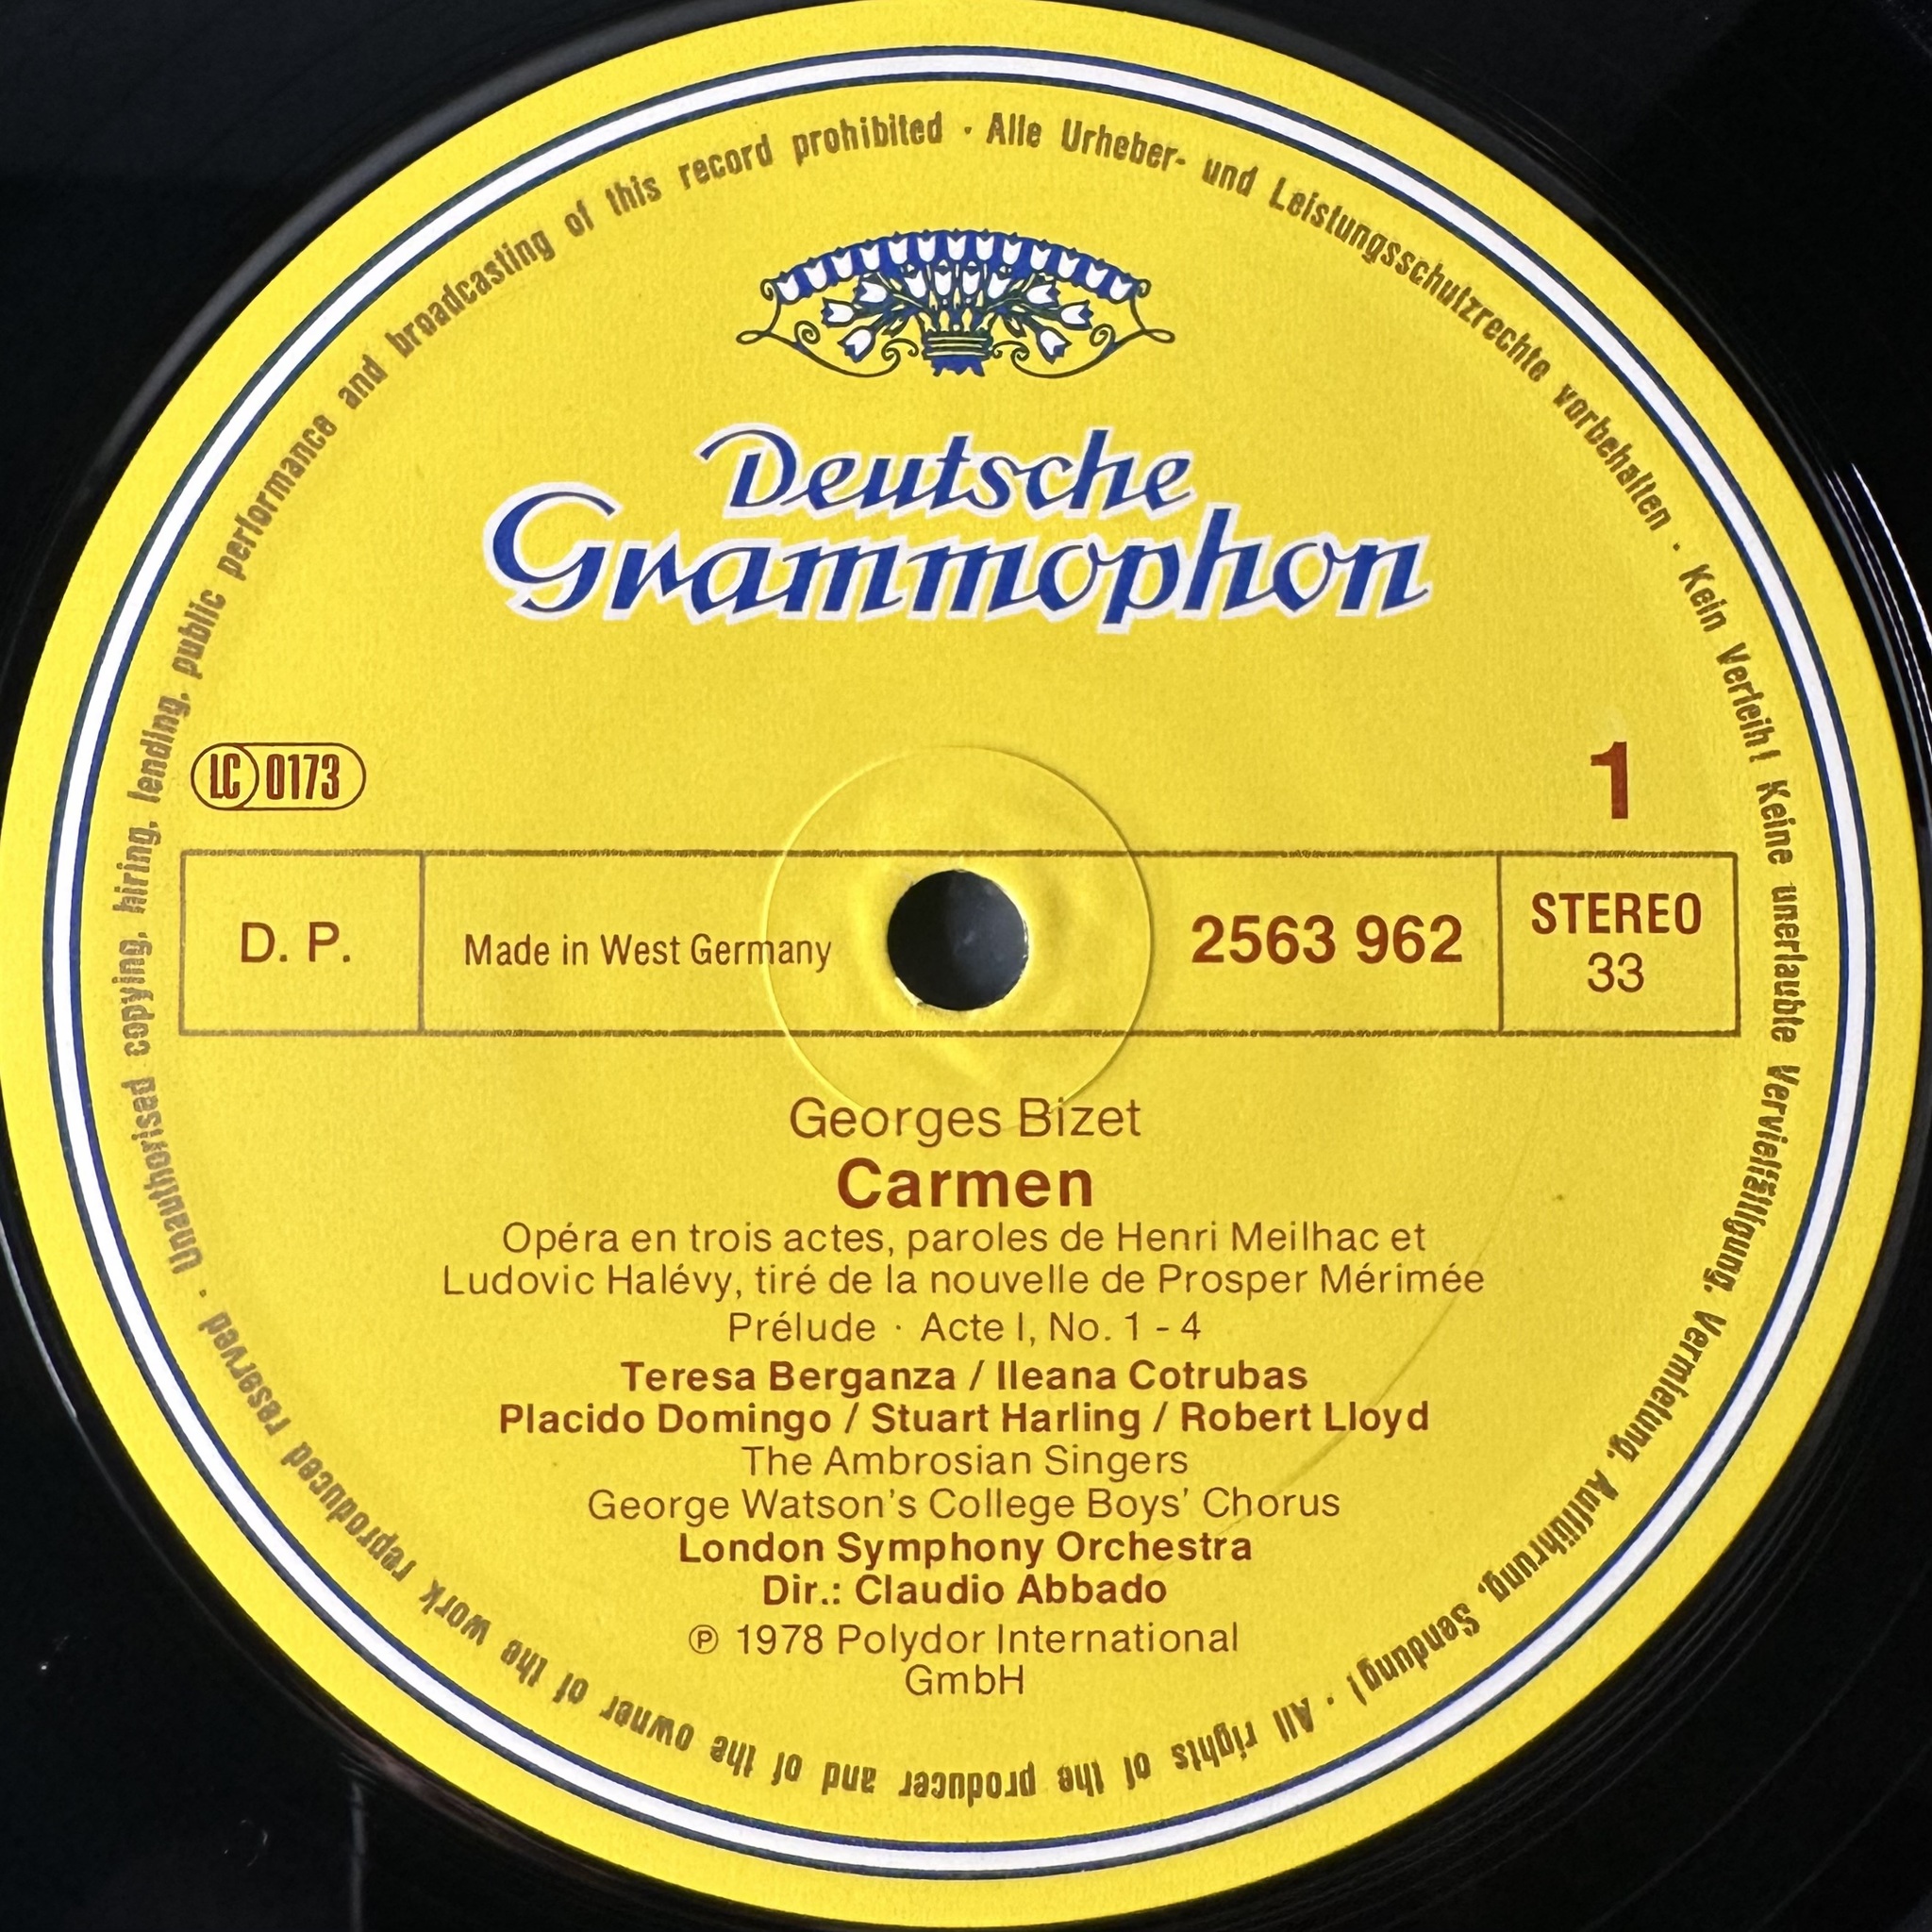 Deutsche
Grammophon
LC 0173
1
D. P.
Made in West Germany
2563 962
STEREO
33
Georges Bizet
Carmen
Opéra en trois actes, paroles de Henri Meilhac et
Ludovic Halévy, tiré de la nouvelle de Prosper Mérimée
Prélude · Acte I, No. 1 - 4
Teresa Berganza / Ileana Cotrubas
Placido Domingo / Stuart Harling / Robert Lloyd
The Ambrosian Singers
George Watson's College Boys' Chorus
London Symphony Orchestra
Dir.: Claudio Abbado
℗ 1978 Polydor International
GmbH
Alle Urheber- und Leistungsschutzrechte vorbehalten · Kein Verleih! Keine unerlaubte Vervielfältigung, Vermietung, Aufführung, Sendung! · All rights of the producer and of the owner of the work reproduced reserved · Unauthorised copying, hiring, lending, public performance and broadcasting of this record prohibited ·